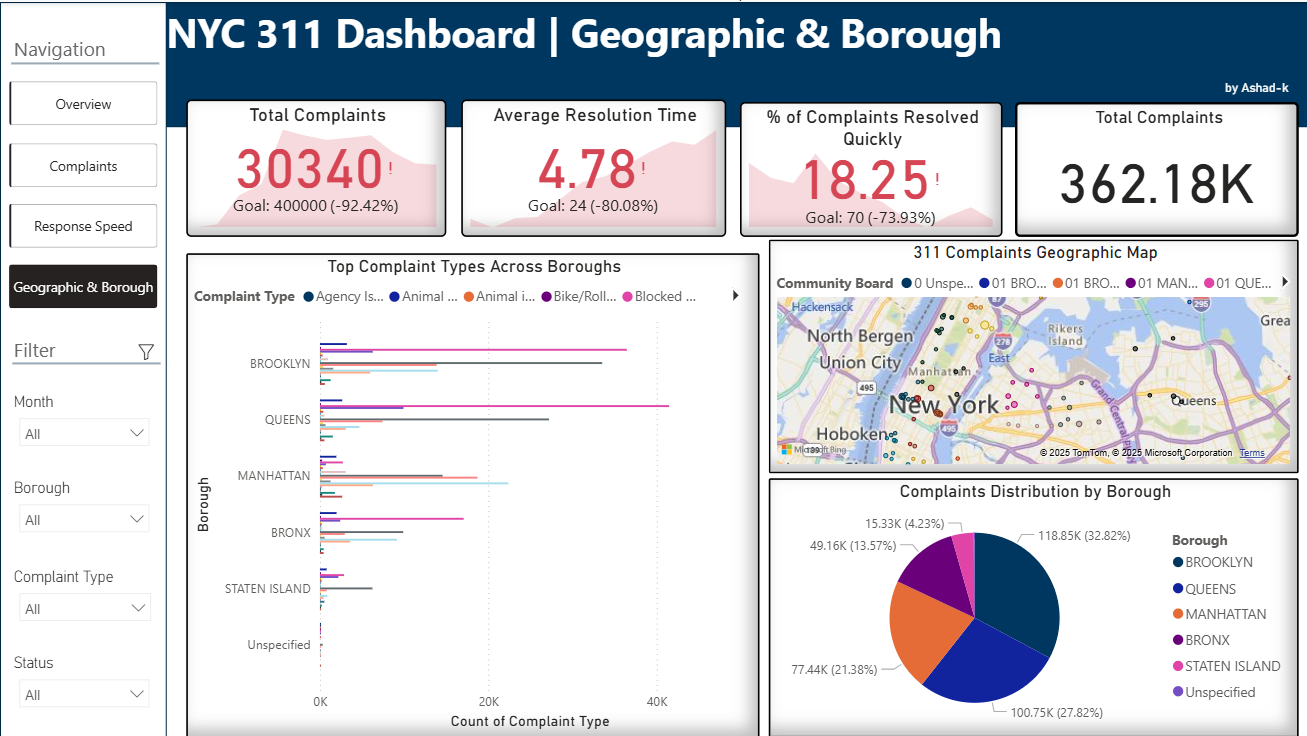 NYC 311 Dashboard | Geographic & Borough
by Ashad-k
Navigation
Overview
Complaints
Response Speed
Geographic & Borough
Filter
Month
All
Borough
All
Complaint Type
All
Status
All
Total Complaints
30340!
Goal: 400000 (-92.42%)
Average Resolution Time
4.78!
Goal: 24 (-80.08%)
% of Complaints Resolved
Quickly
18.25!
Goal: 70 (-73.93%)
Total Complaints
362.18K
Top Complaint Types Across Boroughs
Complaint Type Agency Is... Animal ... Animal i... Bike/Roll... Blocked ...
Borough
BROOKLYN
QUEENS
MANHATTAN
BRONX
STATEN ISLAND
Unspecified
0K 20K 40K
Count of Complaint Type
311 Complaints Geographic Map
Community Board 0 Unspe... 01 BRO... 01 BRO... 01 MAN... 01 QUE...
Hackensack
295
North Bergen
Rikers
Island
Grea
278
Union City
East
Manhattan
495
New York
Queens
Grand Central Pkwy
495
Hoboken
Microsoft Bing
© 2025 TomTom, © 2025 Microsoft Corporation Terms
Complaints Distribution by Borough
15.33K (4.23%)
118.85K (32.82%)
49.16K (13.57%)
77.44K (21.38%)
100.75K (27.82%)
Borough
BROOKLYN
QUEENS
MANHATTAN
BRONX
STATEN ISLAND
Unspecified